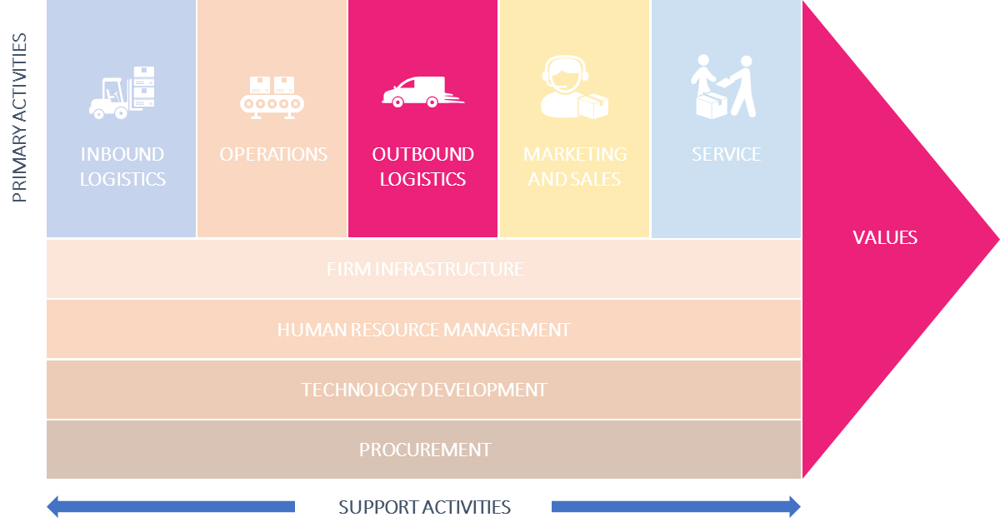 PRIMARY ACTIVITIES
INBOUND
LOGISTICS
OPERATIONS
OUTBOUND
LOGISTICS
MARKETING
AND SALES
SERVICE
VALUES
FIRM INFRASTRUCTURE
HUMAN RESOURCE MANAGEMENT
TECHNOLOGY DEVELOPMENT
PROCUREMENT
SUPPORT ACTIVITIES